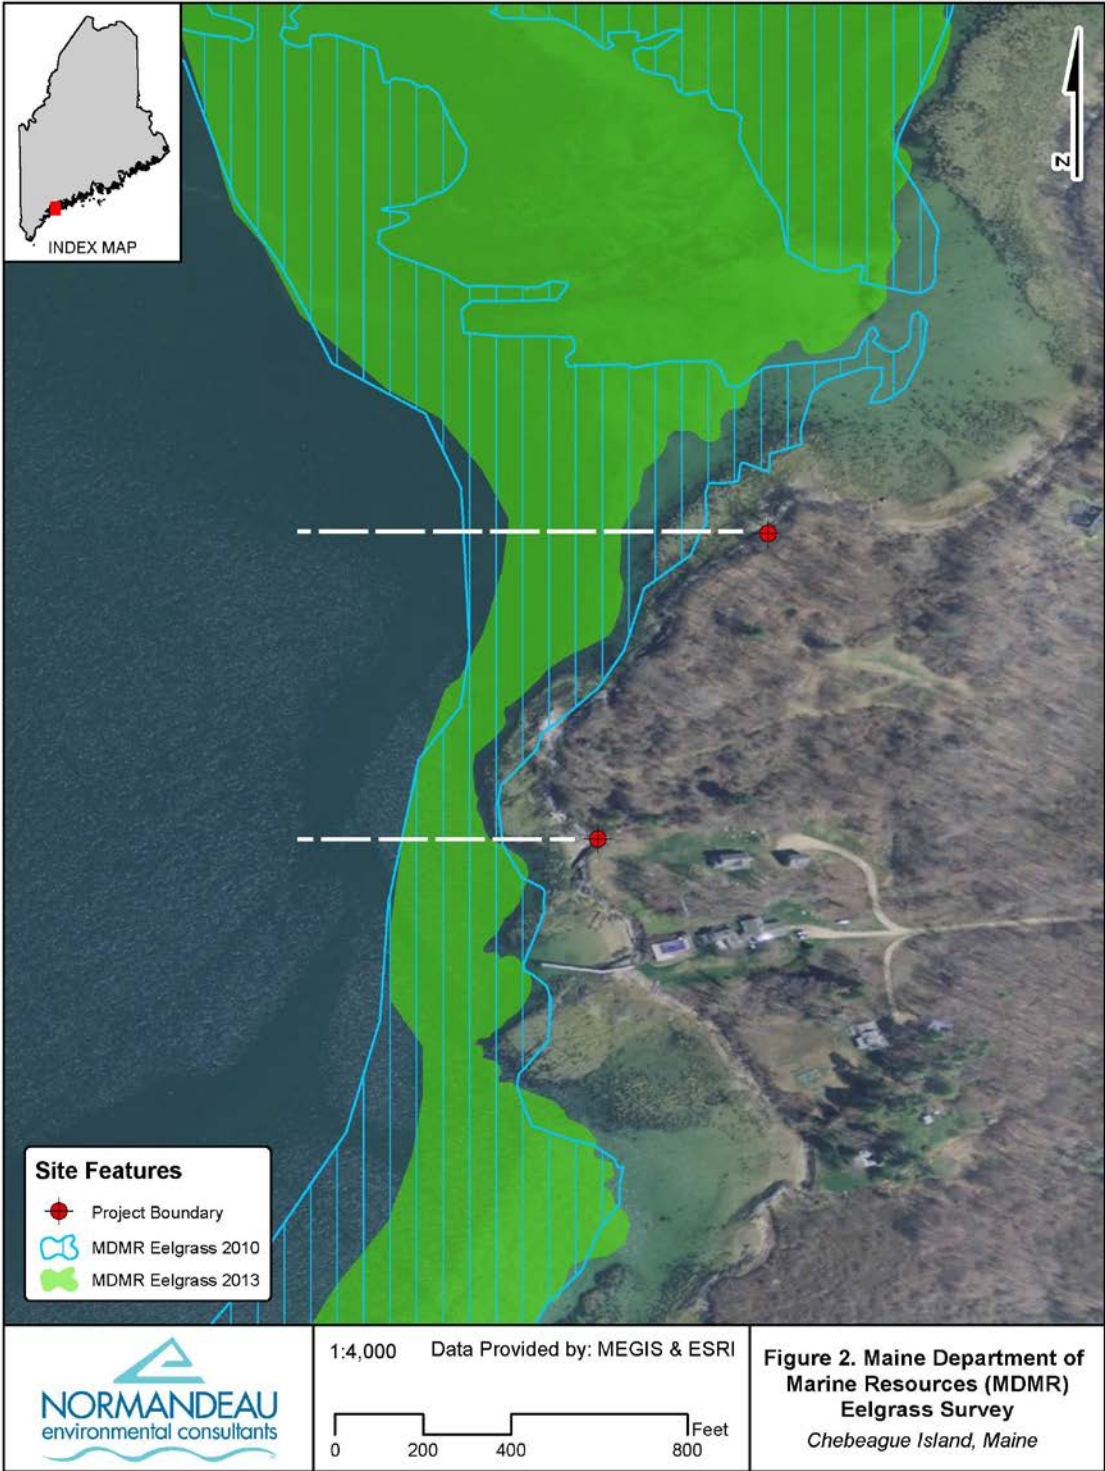 INDEX MAP
N
Site Features
Project Boundary
MDMR Eelgrass 2010
MDMR Eelgrass 2013
NORMANDEAU
environmental consultants
1:4,000 Data Provided by: MEGIS & ESRI
Feet
0 200 400 800
Figure 2. Maine Department of
Marine Resources (MDMR)
Eelgrass Survey
Chebeague Island, Maine